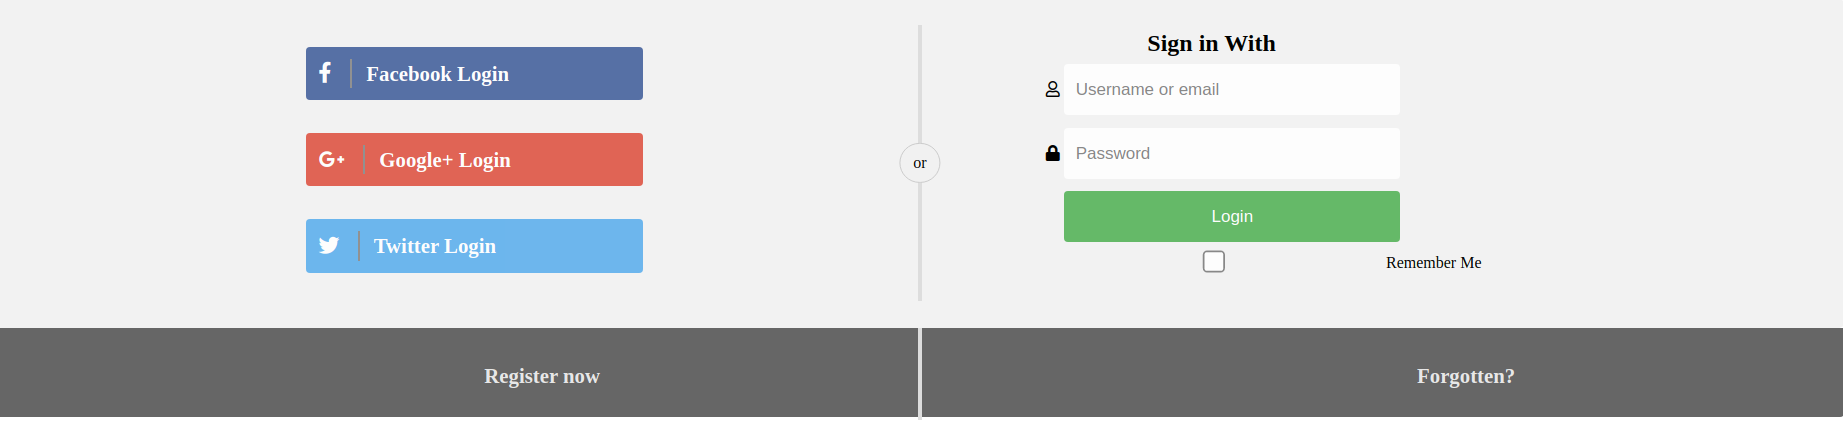 Facebook Login
Google+ Login
Twitter Login
or
Sign in With
Username or email
Password
Login
Remember Me
Register now
Forgotten?